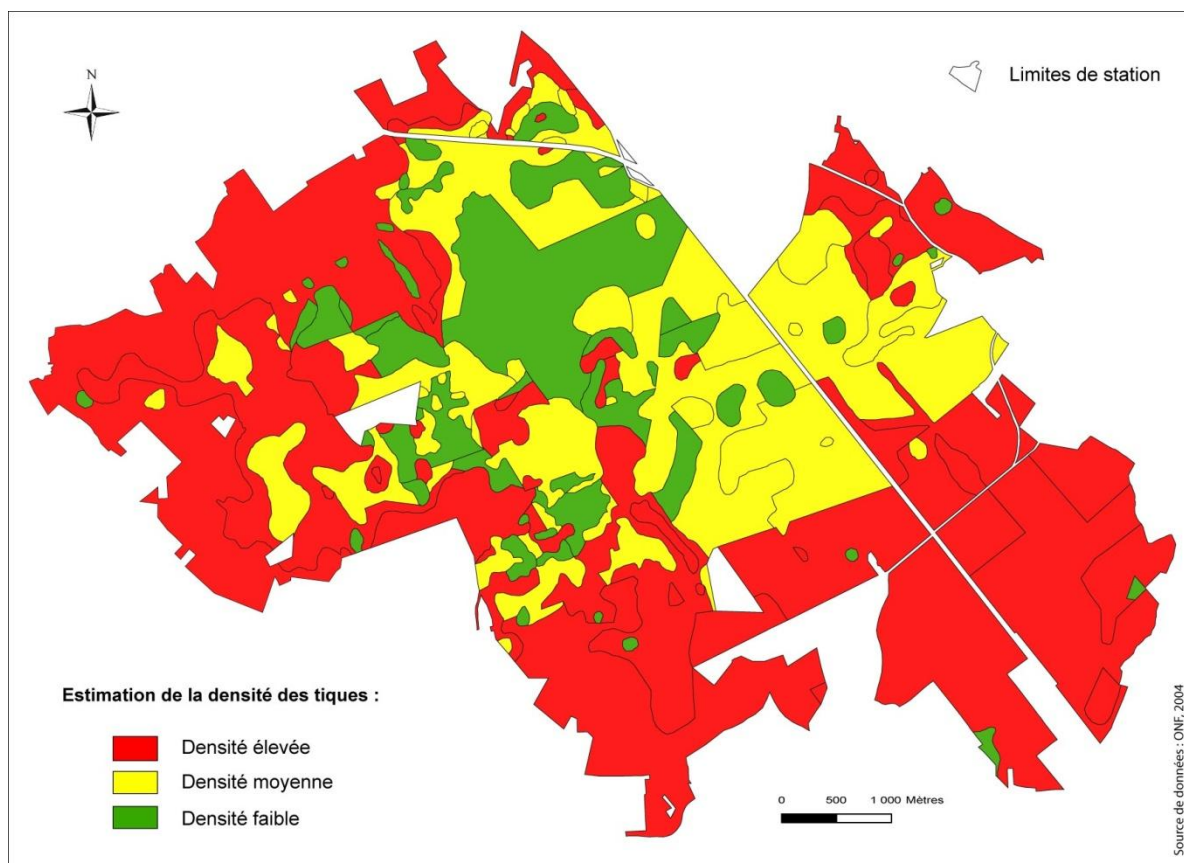 N
Limites de station
Estimation de la densité des tiques :
Densité élevée
Densité moyenne
Densité faible
0 500 1 000 Mètres
Source de données : ONF, 2004